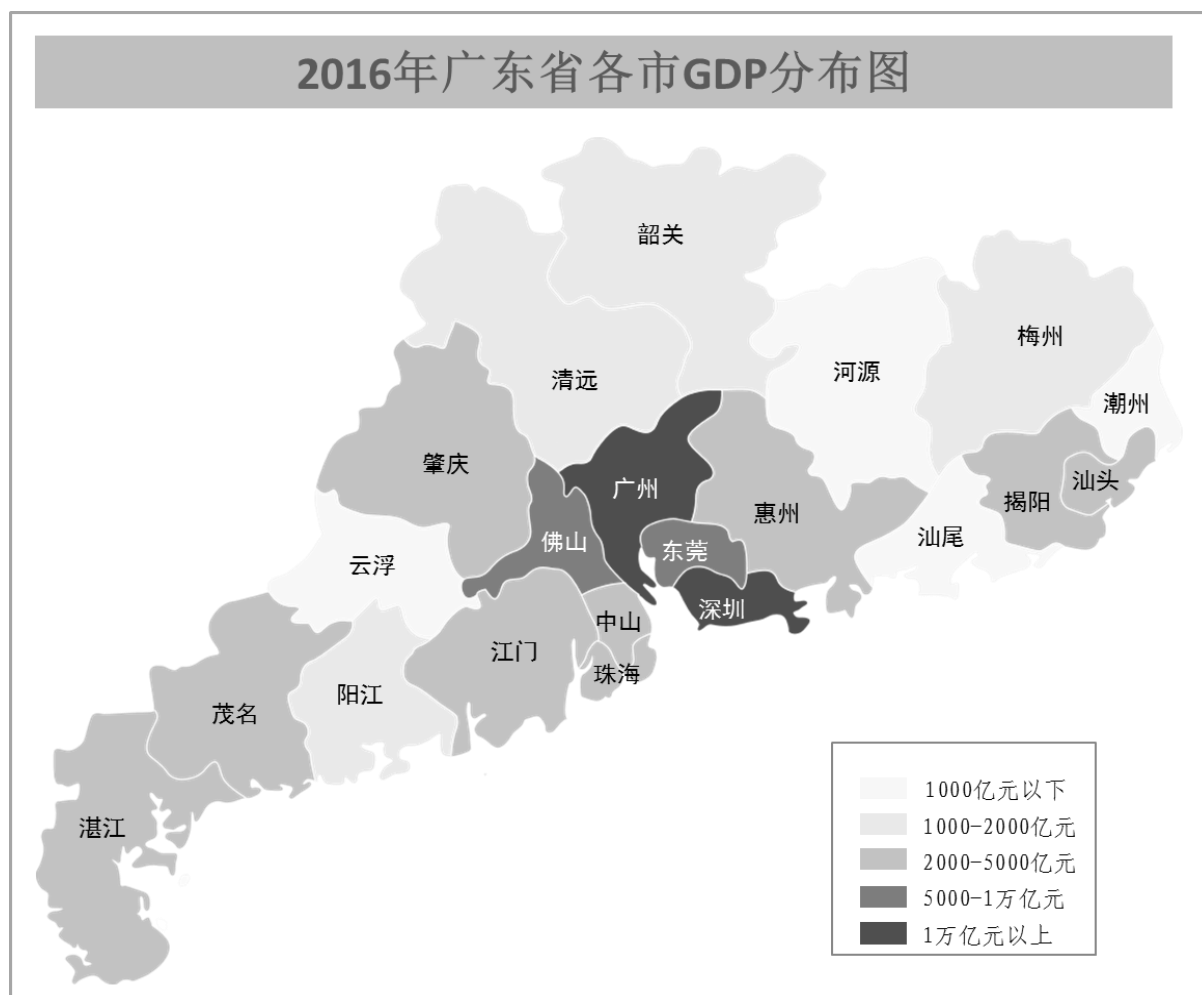 2016年广东省各市GDP分布图
韶关
梅州
河源
清远
潮州
肇庆
汕头
广州
揭阳
惠州
汕尾
佛山
东莞
云浮
深圳
中山
江门
珠海
阳江
茂名
湛江
1000亿元以下
1000-2000亿元
2000-5000亿元
5000-1万亿元
1万亿元以上